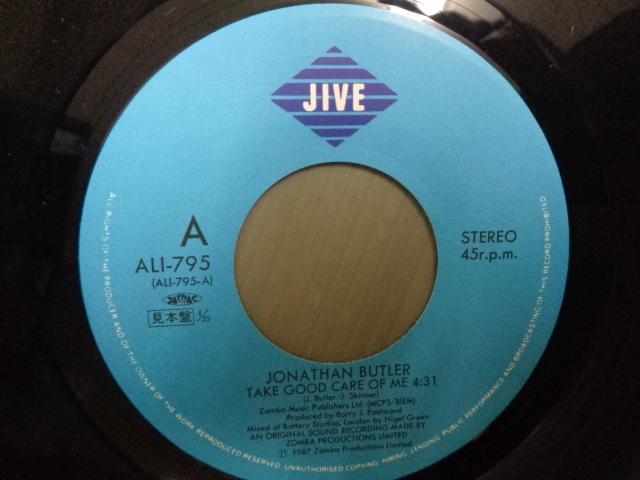 JIVE
A
ALI-795
(ALI-795-A)
JASRAC
見本盤
STEREO
45r.p.m.
JONATHAN BUTLER
TAKE GOOD CARE OF ME 4:31
(J. Butler/J. Skinner)
Zomba Music Publishers Ltd. (MCPS/BIEM)
Produced by Barry J. Eastmond
Mixed at Battery Studios, London by Nigel Green
AN ORIGINAL SOUND RECORDING MADE BY
ZOMBA PRODUCTIONS LIMITED
Ⓟ 1987 Zomba Productions Limited
ALL RIGHTS OF THE PRODUCER AND OF THE OWNER OF THE WORK REPRODUCED RESERVED. UNAUTHORISED COPYING, HIRING, LENDING, PUBLIC PERFORMANCE AND BROADCASTING OF THIS RECORD PROHIBITED